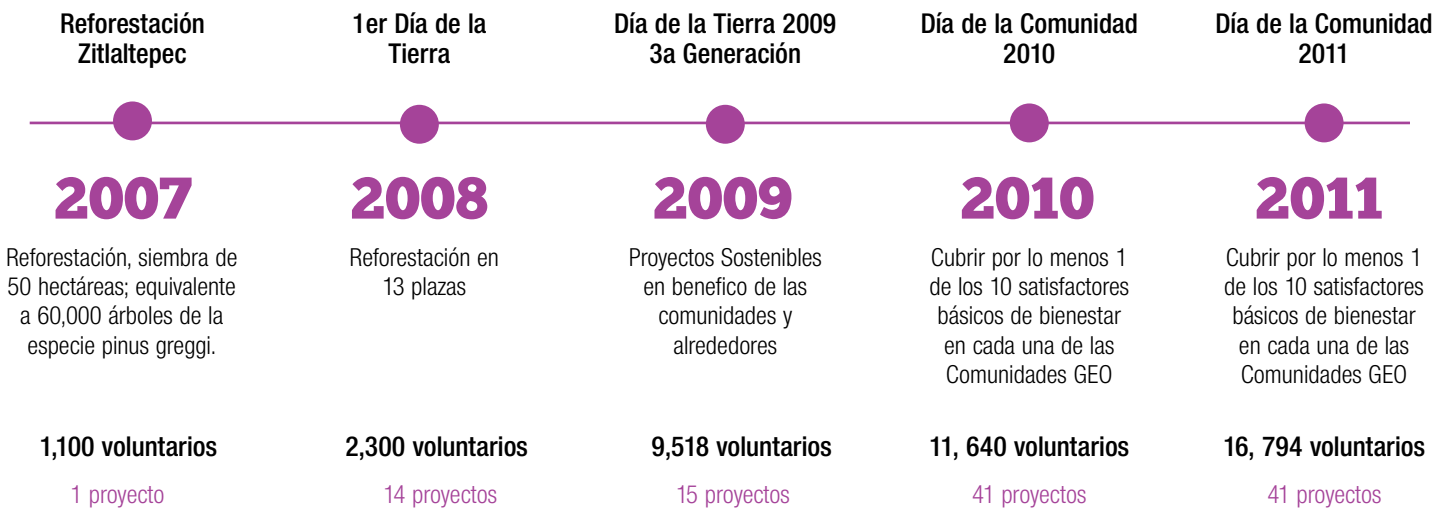 Reforestación
Zitlaltepec
1er Día de la
Tierra
Día de la Tierra 2009
3a Generación
Día de la Comunidad
2010
Día de la Comunidad
2011
2007
2008
2009
2010
2011
Reforestación, siembra de
50 hectáreas; equivalente
a 60,000 árboles de la
especie pinus greggi.
Reforestación en
13 plazas
Proyectos Sostenibles
en benefico de las
comunidades y
alrededores
Cubrir por lo menos 1
de los 10 satisfactores
básicos de bienestar
en cada una de las
Comunidades GEO
Cubrir por lo menos 1
de los 10 satisfactores
básicos de bienestar
en cada una de las
Comunidades GEO
1,100 voluntarios
2,300 voluntarios
9,518 voluntarios
11, 640 voluntarios
16, 794 voluntarios
1 proyecto
14 proyectos
15 proyectos
41 proyectos
41 proyectos